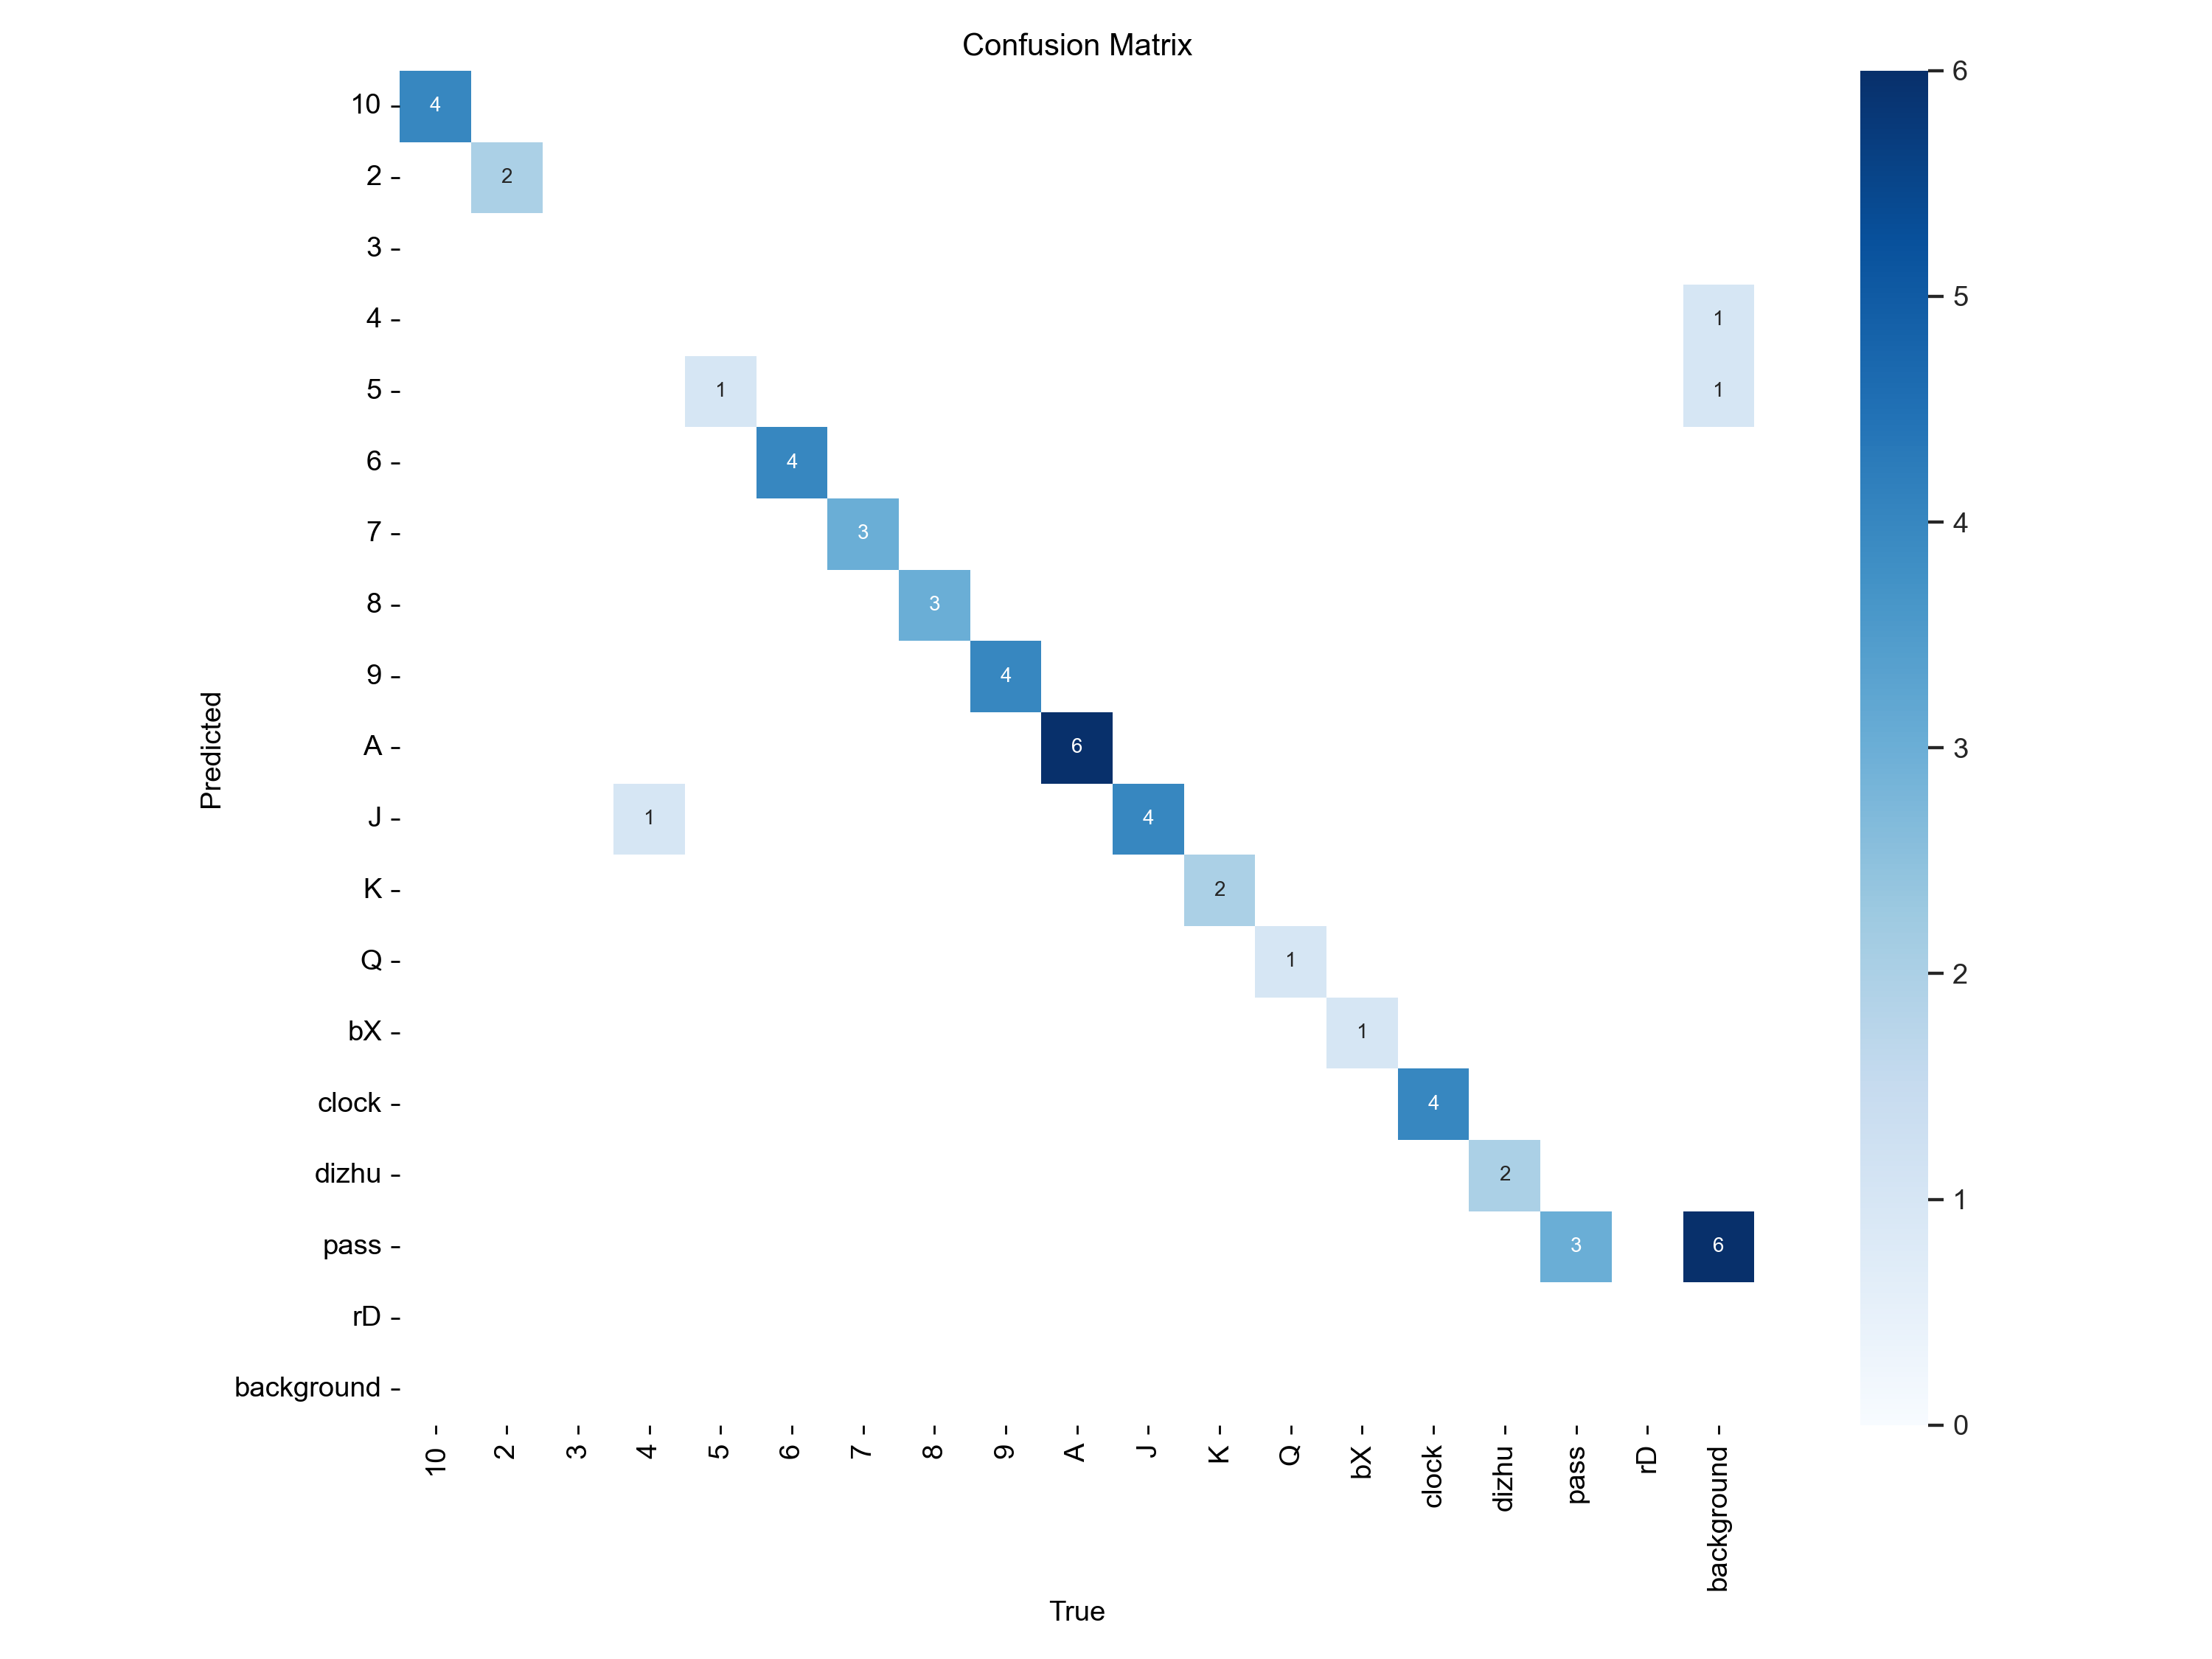 Confusion Matrix
10 4
2 2
3
4 1
5 1 1
6 4
7 3
8 3
9 4
A 6
J 1 4
K 2
Q 1
bX 1
clock 4
dizhu 2
pass 3 6
rD
background
Predicted
10 2 3 4 5 6 7 8 9 A J K Q bX clock dizhu pass rD background
True
6
5
4
3
2
1
0